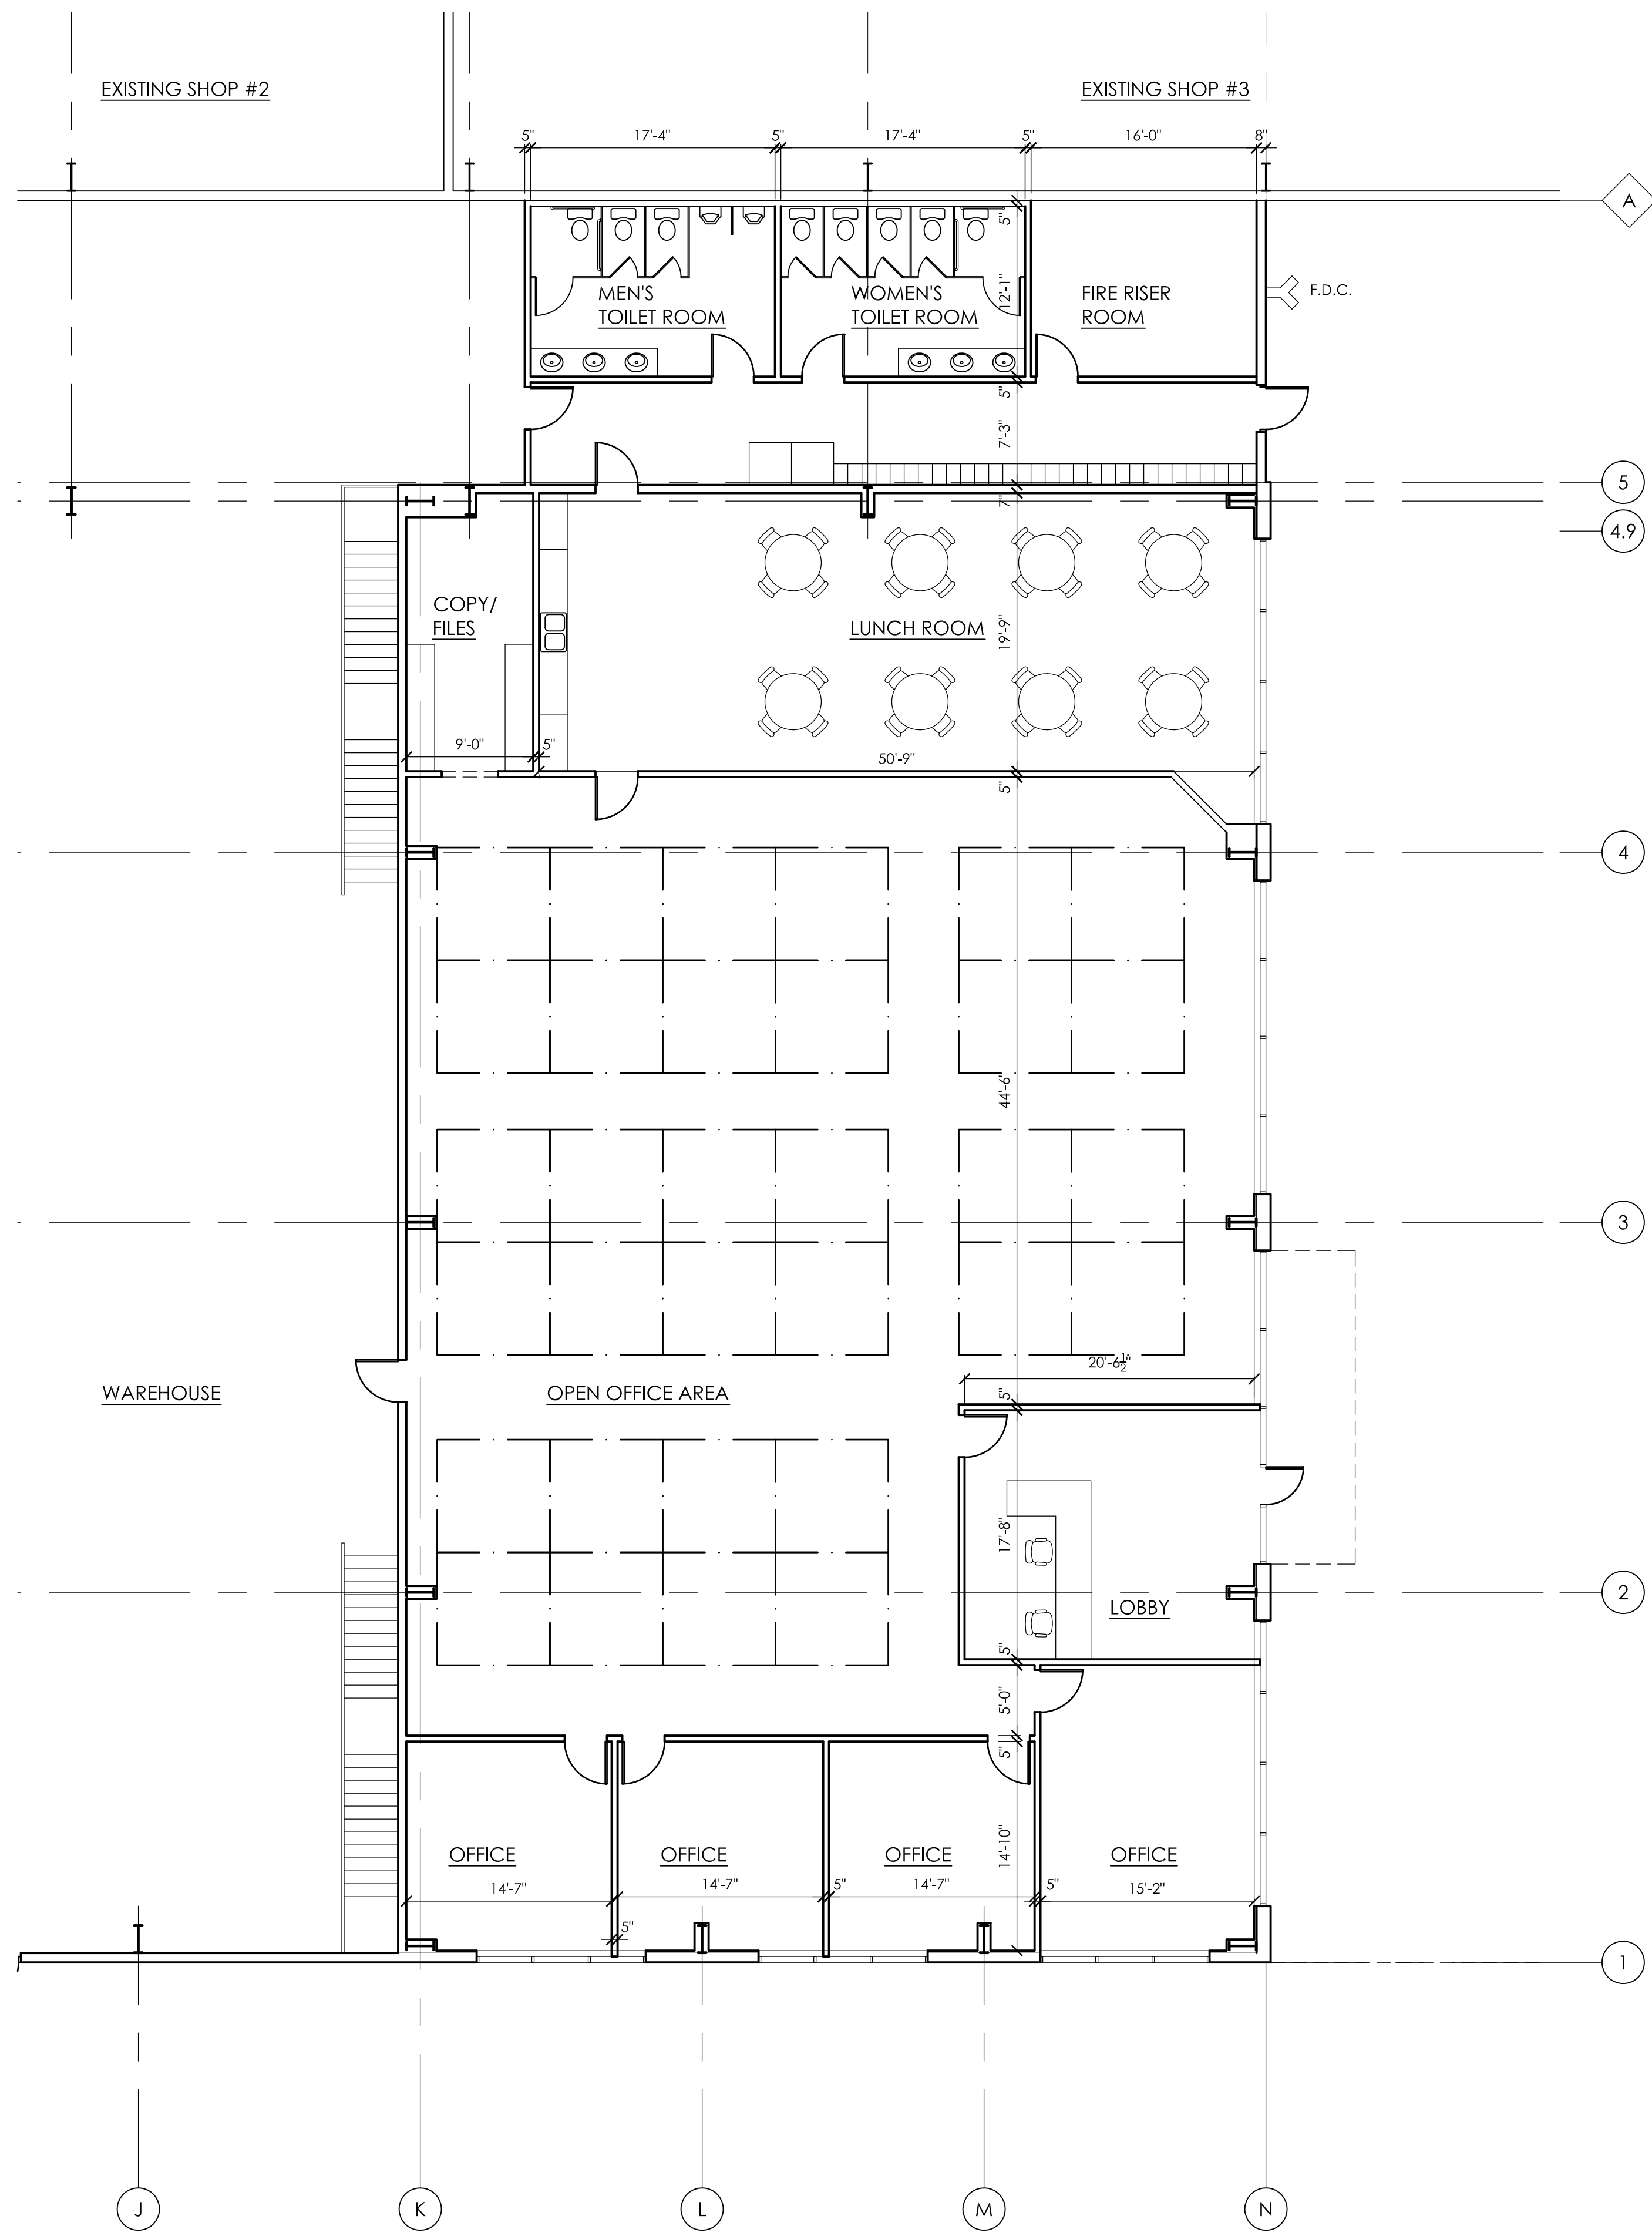 EXISTING SHOP #2
EXISTING SHOP #3
5"
17'-4"
5"
17'-4"
5"
16'-0"
8"
A
5"
MEN'S
TOILET ROOM
WOMEN'S
TOILET ROOM
12'-1"
FIRE RISER
ROOM
F.D.C.
5"
7'-3"
5
7"
4.9
COPY/
FILES
LUNCH ROOM
19'-9"
9'-0"
5"
50'-9"
5"
4
44'-6"
3
20'-6½"
WAREHOUSE
OPEN OFFICE AREA
5"
17'-8"
2
LOBBY
5"
5'-0"
5"
14'-10"
OFFICE
OFFICE
OFFICE
OFFICE
14'-7"
14'-7"
5"
14'-7"
5"
15'-2"
5"
1
J
K
L
M
N